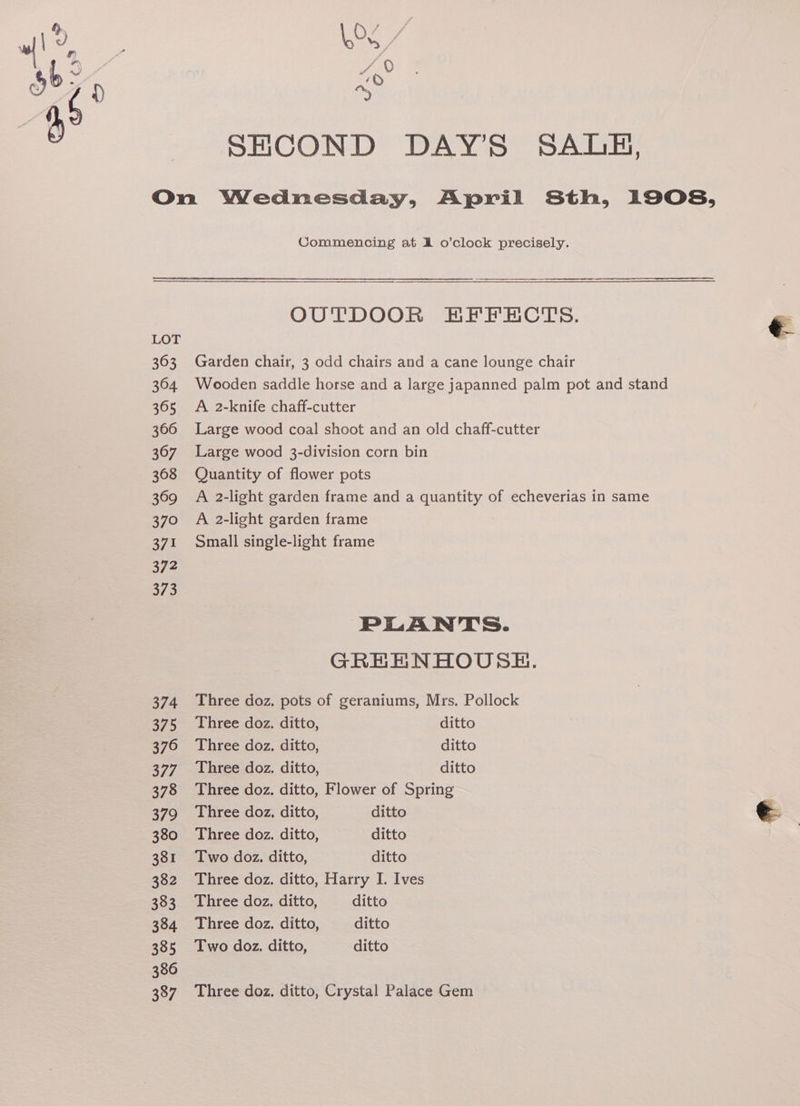 SECOND DAY'S SALE,
On Wednesday, April 8th, 1908,
Commencing at 1 o'clock precisely.
OUTDOOR EFFECTS.
LOT
363 Garden chair, 3 odd chairs and a cane lounge chair
364 Wooden saddle horse and a large japanned palm pot and stand
365 A 2-knife chaff-cutter
366 Large wood coal shoot and an old chaff-cutter
367 Large wood 3-division corn bin
368 Quantity of flower pots
369 A 2-light garden frame and a quantity of echeverias in same
370 A 2-light garden frame
371 Small single-light frame
372
373
PLANTS.
GREENHOUSE.
374 Three doz. pots of geraniums, Mrs. Pollock
375 Three doz. ditto, ditto
376 Three doz. ditto, ditto
377 Three doz. ditto, ditto
378 Three doz. ditto, Flower of Spring
379 Three doz. ditto, ditto
380 Three doz. ditto, ditto
381 Two doz. ditto, ditto
382 Three doz. ditto, Harry I. Ives
383 Three doz. ditto, ditto
384 Three doz. ditto, ditto
385 Two doz. ditto, ditto
386
387 Three doz. ditto, Crystal Palace Gem